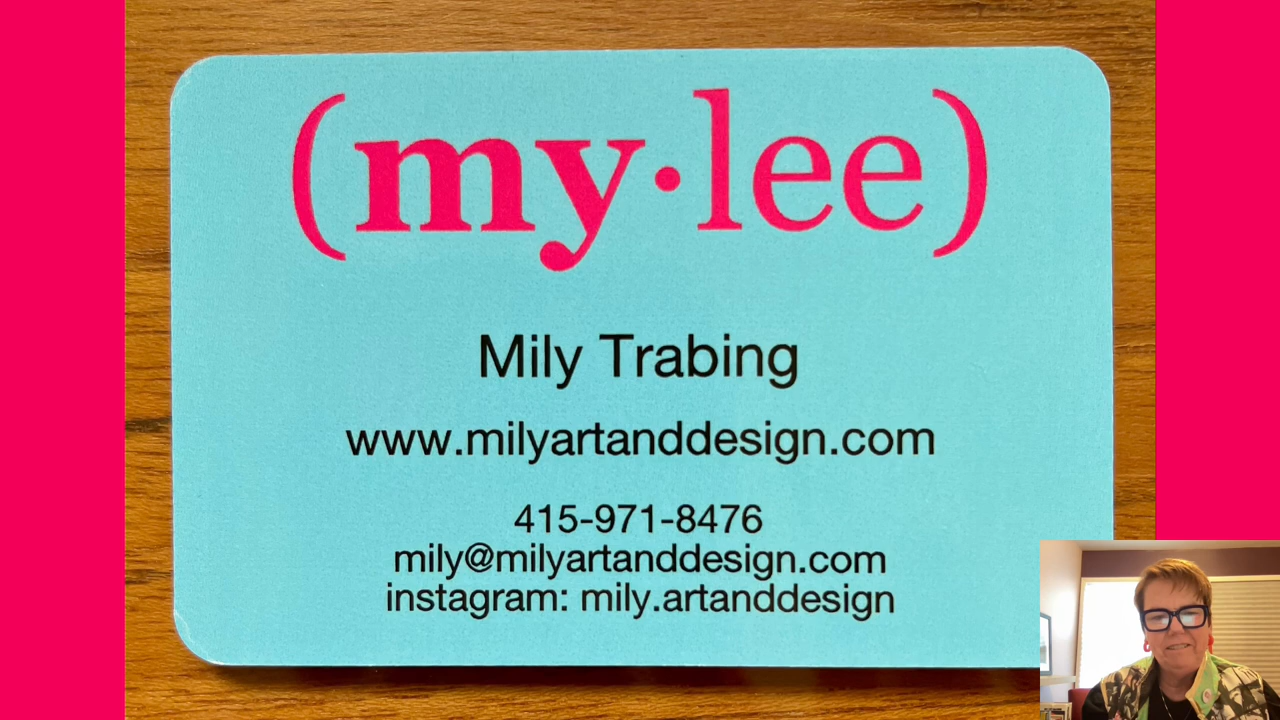 (my·lee)
Mily Trabing
www.milyartanddesign.com
415-971-8476
mily@milyartanddesign.com
instagram: mily.artanddesign